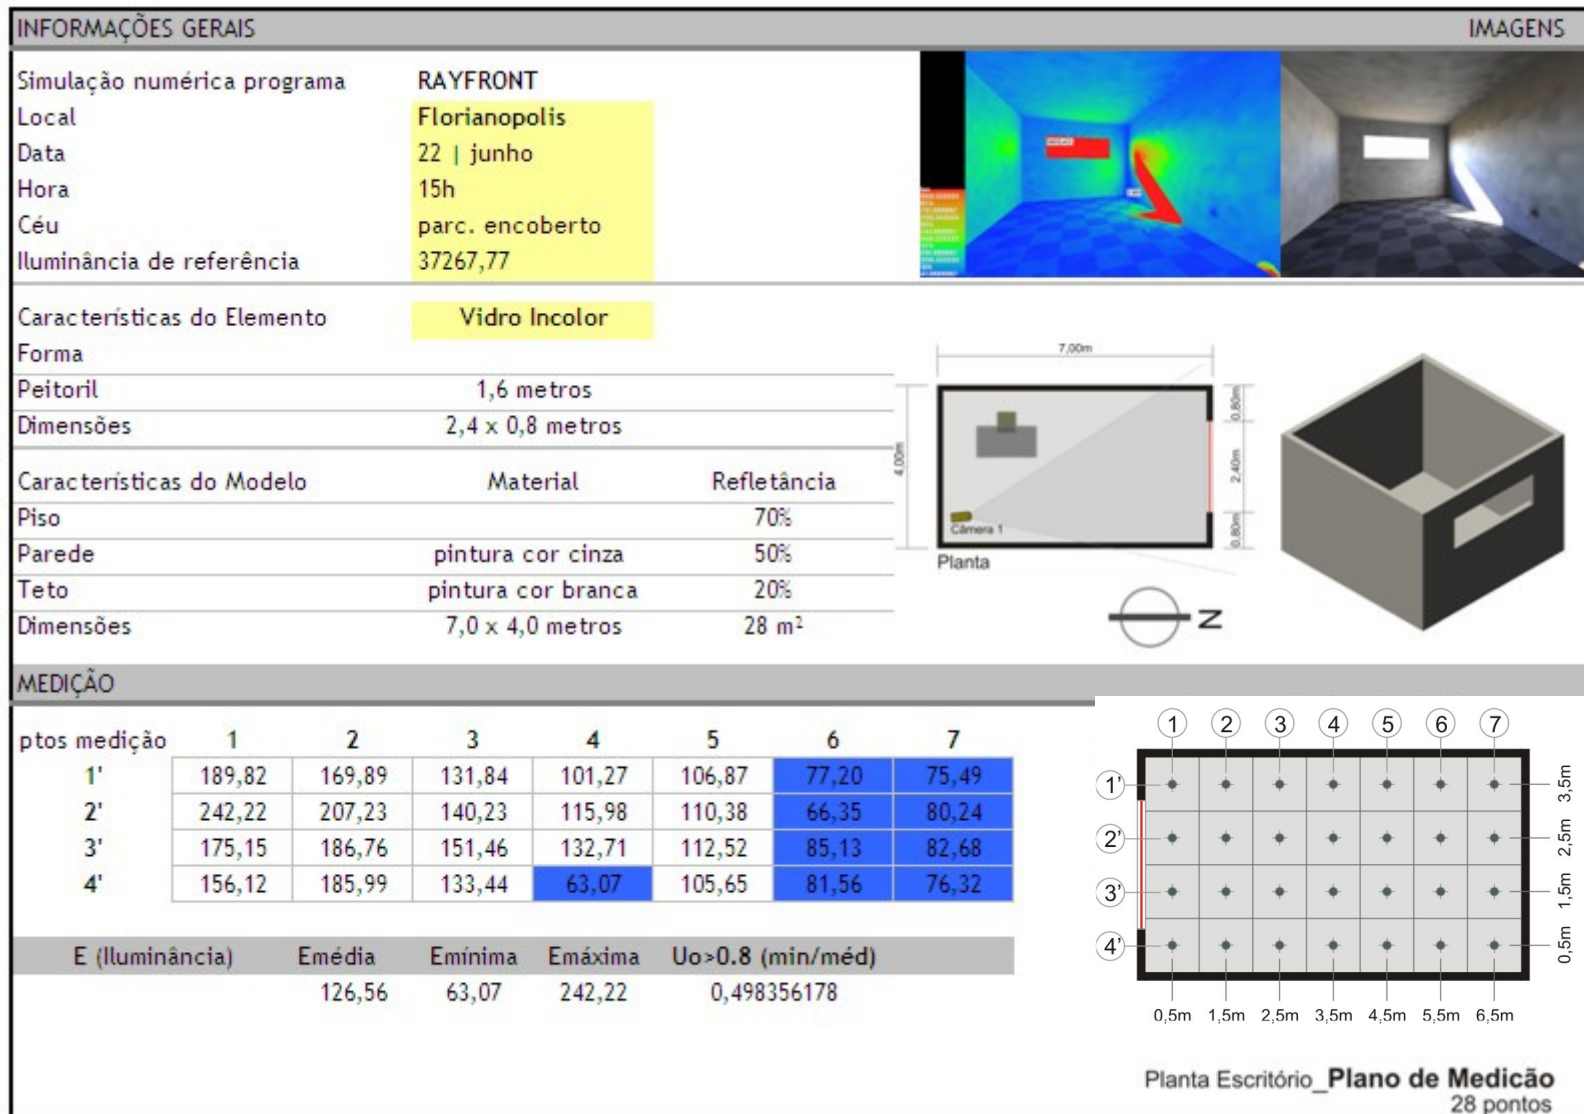 INFORMAÇÕES GERAIS IMAGENS
Simulação numérica programa RAYFRONT
Local Florianopolis
Data 22 | junho
Hora 15h
Céu parc. encoberto
Iluminância de referência 37267,77
Características do Elemento Vidro Incolor
Forma
Peitoril 1,6 metros
Dimensões 2,4 x 0,8 metros
Características do Modelo Material Refletância
Piso 70%
Parede pintura cor cinza 50%
Teto pintura cor branca 20%
Dimensões 7,0 x 4,0 metros 28 m²
7,00m
4,00m
0,80m
2,40m
0,80m
Câmera 1
Planta
N
MEDIÇÃO
ptos medição 1 2 3 4 5 6 7
1' 189,82 169,89 131,84 101,27 106,87 77,20 75,49
2' 242,22 207,23 140,23 115,98 110,38 66,35 80,24
3' 175,15 186,76 151,46 132,71 112,52 85,13 82,68
4' 156,12 185,99 133,44 63,07 105,65 81,56 76,32
E (Iluminância) Emédia Emínima Emáxima Uo>0.8 (min/méd)
126,56 63,07 242,22 0,498356178
1 2 3 4 5 6 7
1' 3,5m
2' 2,5m
3' 1,5m
4' 0,5m
0,5m 1,5m 2,5m 3,5m 4,5m 5,5m 6,5m
Planta Escritório_Plano de Medicão
28 pontos